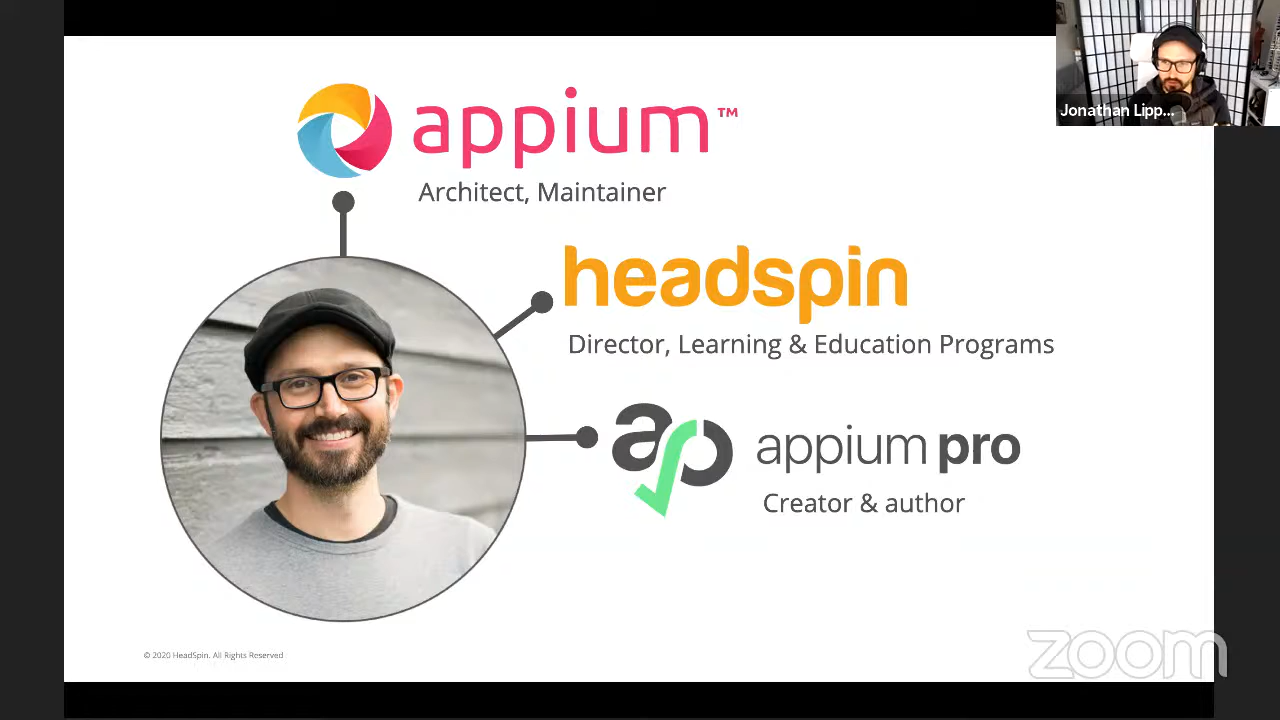 appium™
Jonathan Lipp...
Architect, Maintainer
headspin
Director, Learning & Education Programs
ap
appium pro
Creator & author
© 2020 HeadSpin. All Rights Reserved
zoom